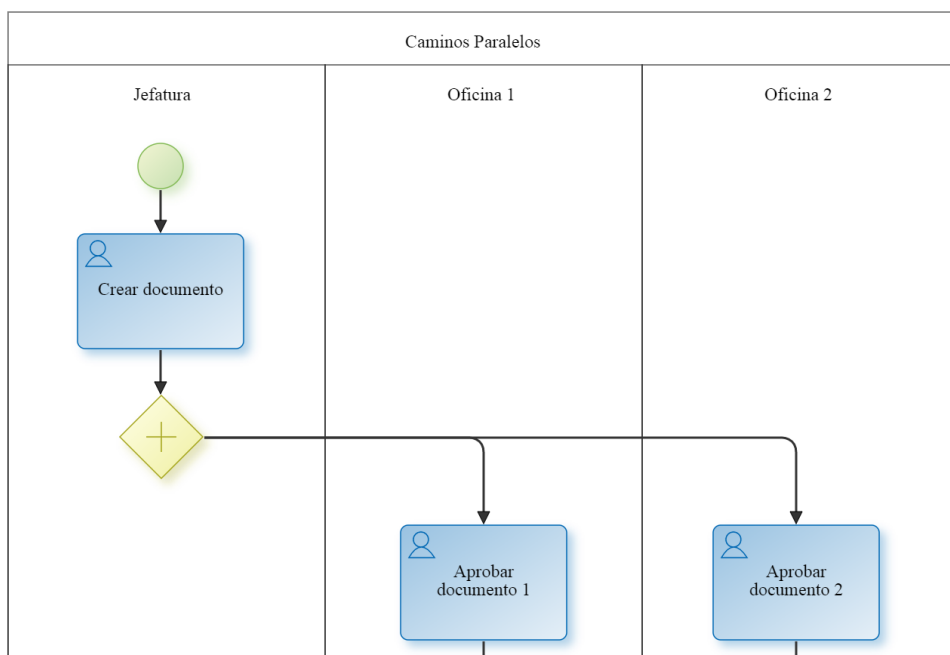 Caminos Paralelos
Jefatura
Oficina 1
Oficina 2
Crear documento
Aprobar
documento 1
Aprobar
documento 2